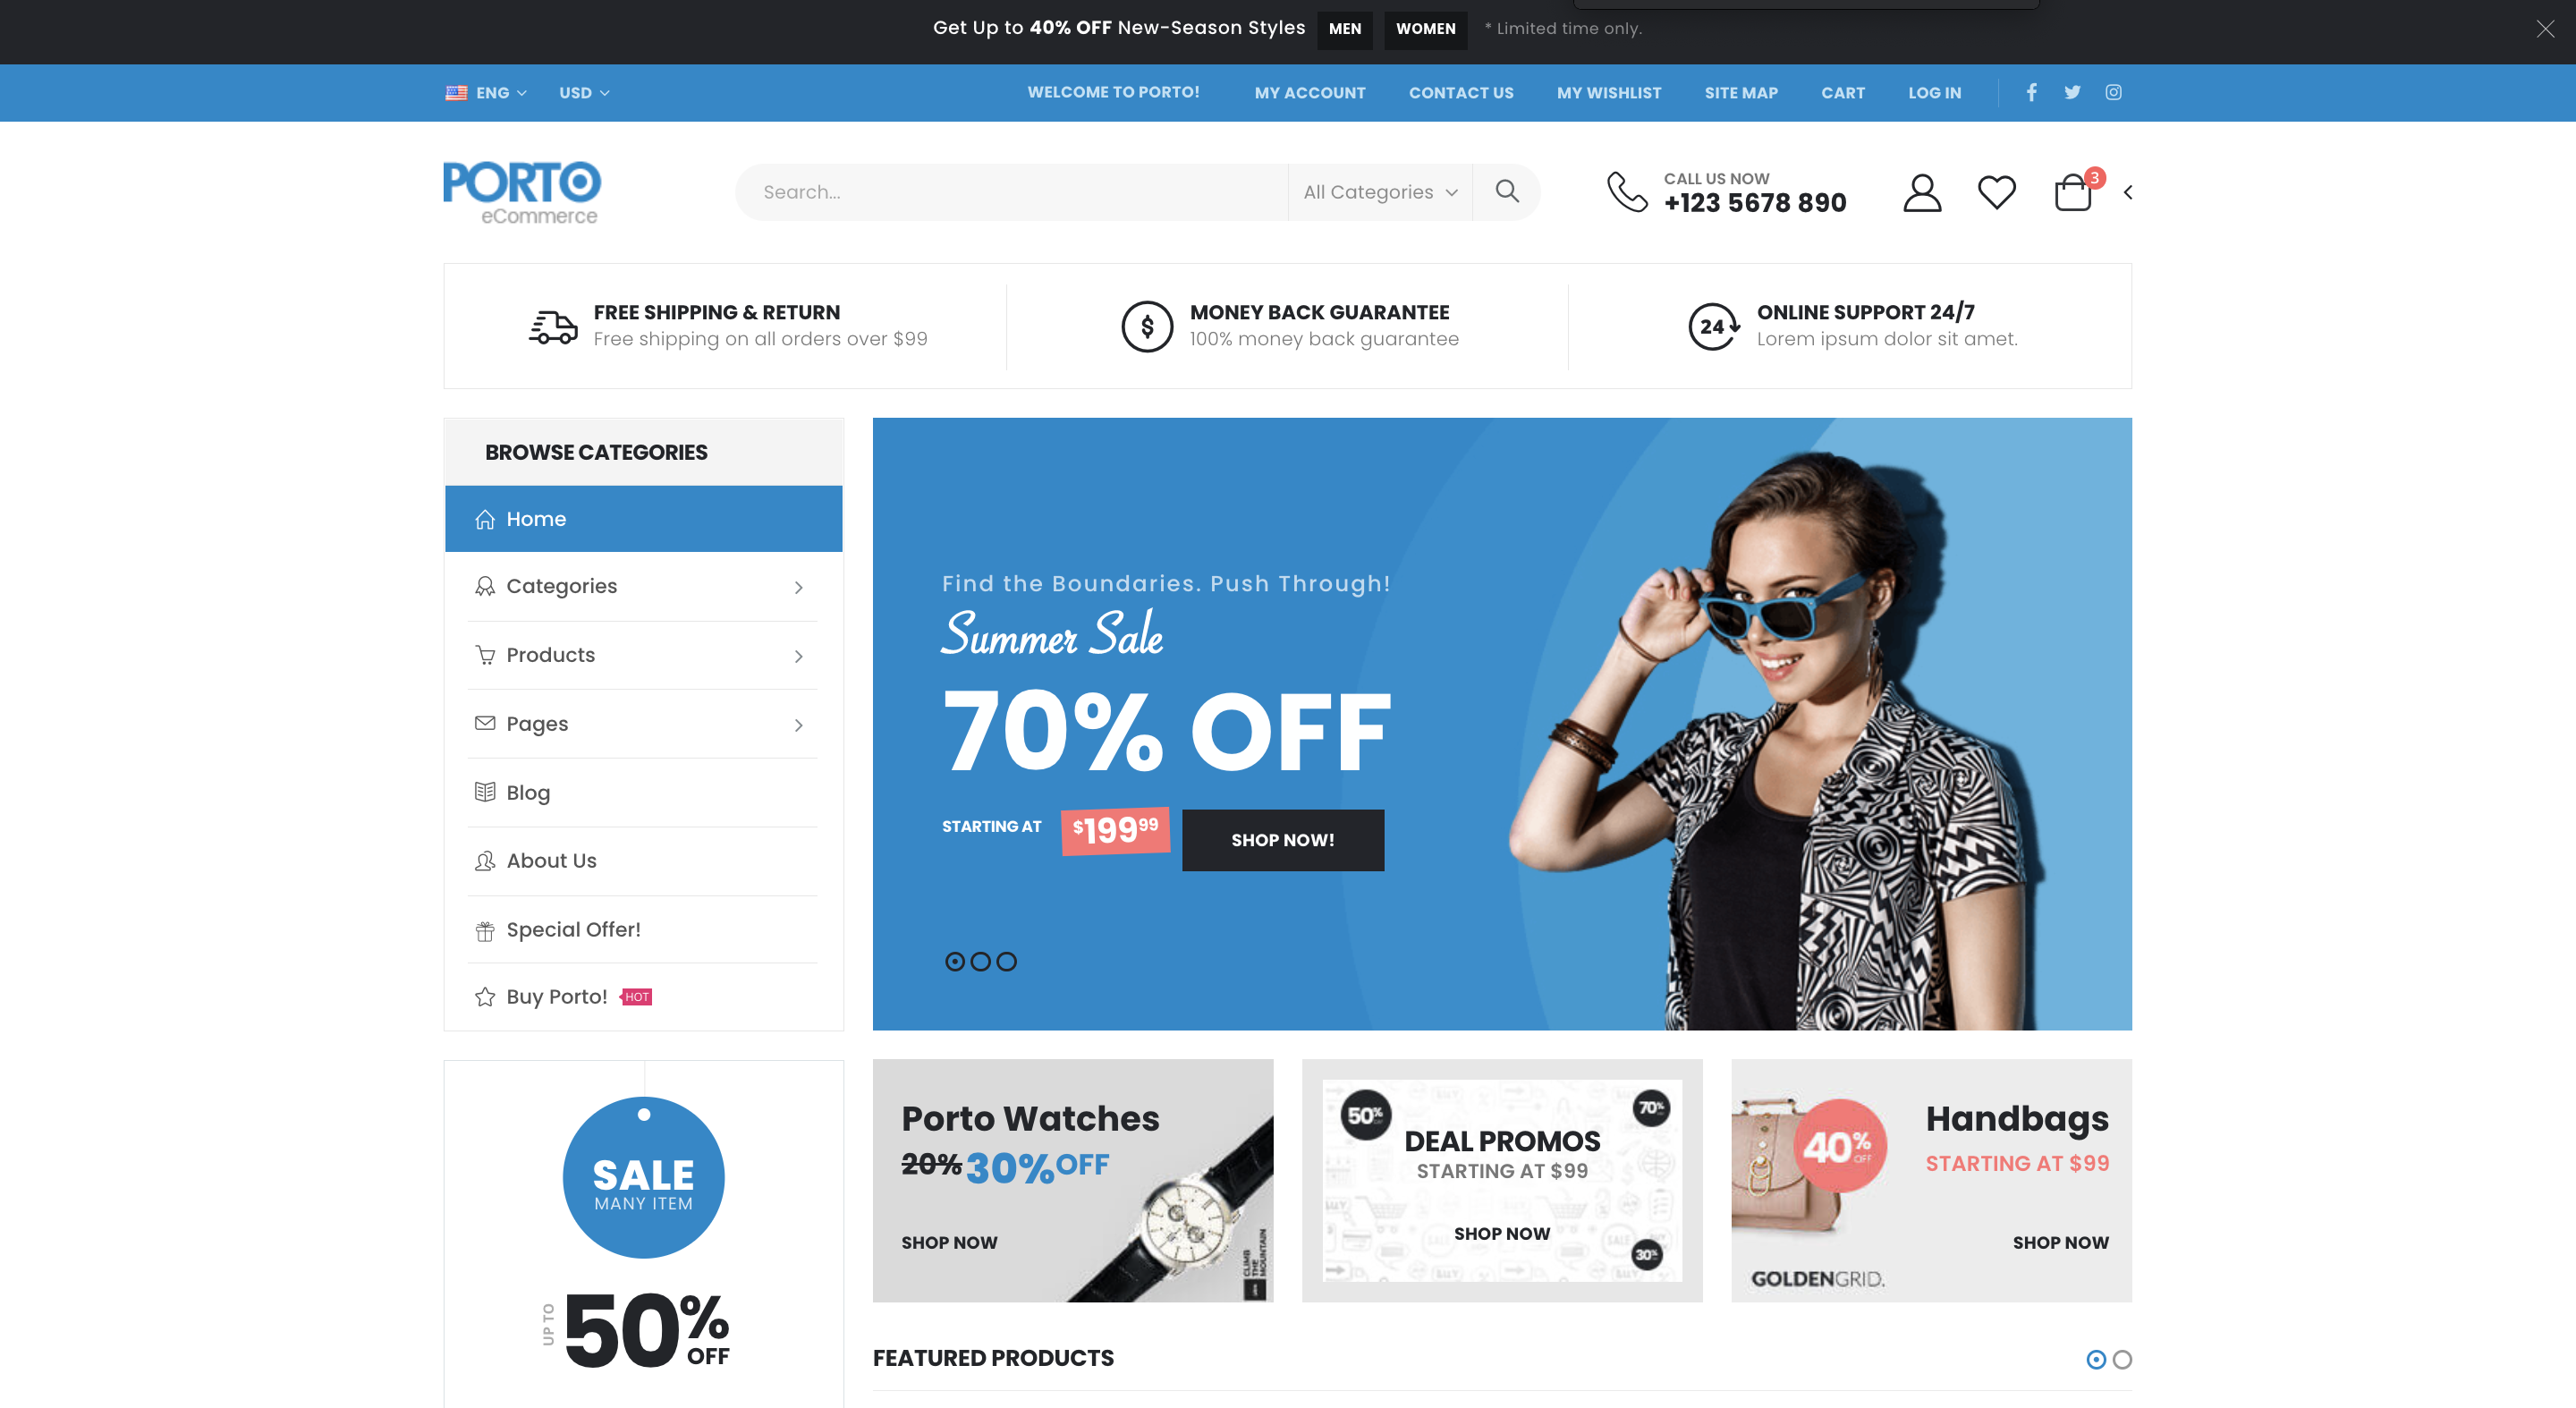 Get Up to 40% OFF New-Season Styles MEN WOMEN * Limited time only.
ENG USD WELCOME TO PORTO! MY ACCOUNT CONTACT US MY WISHLIST SITE MAP CART LOG IN
PORTO
eCommerce
Search... All Categories
CALL US NOW
+123 5678 890
3
FREE SHIPPING & RETURN
Free shipping on all orders over $99
$
MONEY BACK GUARANTEE
100% money back guarantee
24
ONLINE SUPPORT 24/7
Lorem ipsum dolor sit amet.
BROWSE CATEGORIES
Home
Categories
Products
Pages
Blog
About Us
Special Offer!
Buy Porto! HOT
Find the Boundaries. Push Through!
Summer Sale
70% OFF
STARTING AT $19999 SHOP NOW!
SALE
MANY ITEM
UP TO
50%
OFF
Porto Watches
20% 30% OFF
SHOP NOW
CLIMB
THE
MOUNTAIN
50%
70%
DEAL PROMOS
STARTING AT $99
SHOP NOW
30%
40% OFF
Handbags
STARTING AT $99
SHOP NOW
GOLDENGRID.
FEATURED PRODUCTS